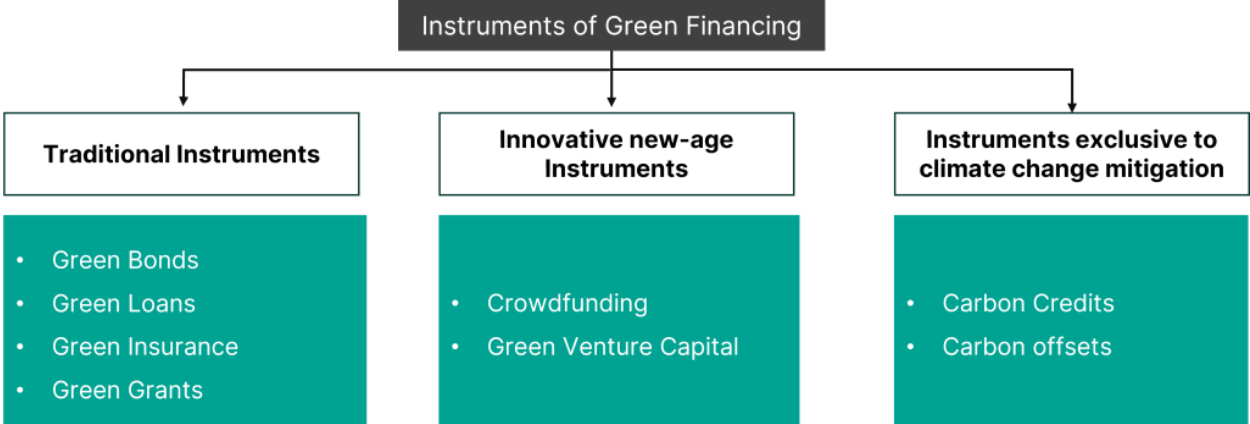 Instruments of Green Financing
Traditional Instruments
• Green Bonds
• Green Loans
• Green Insurance
• Green Grants
Innovative new-age
Instruments
• Crowdfunding
• Green Venture Capital
Instruments exclusive to
climate change mitigation
• Carbon Credits
• Carbon offsets